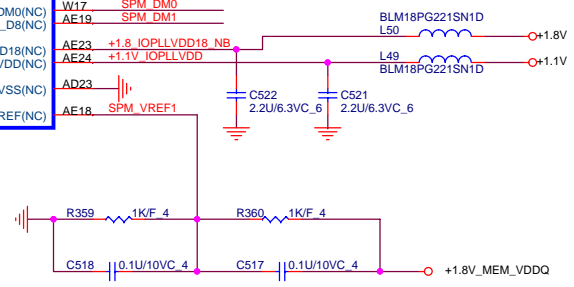 DM0(NC) W17 SPM_DM0
_D8(NC) AE19 SPM_DM1
BLM18PG221SN1D
L50
D18(NC) AE23 +1.8_IOPLLVDD18_NB
+1.8V
VDD(NC) AE24 +1.1V_IOPLLVDD
L49
+1.1V
BLM18PG221SN1D
VSS(NC) AD23
C522
2.2U/6.3VC_6
C521
2.2U/6.3VC_6
REF(NC) AE18 SPM_VREF1
R359 1K/F_4
R360 1K/F_4
C518 0.1U/10VC_4
C517 0.1U/10VC_4
+1.8V_MEM_VDDQ